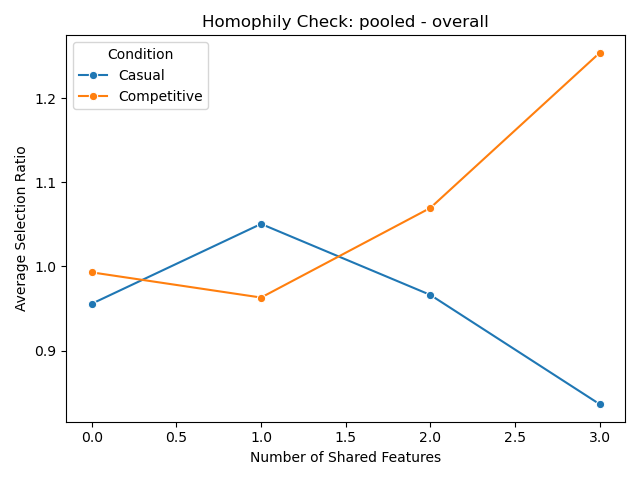 Homophily Check: pooled - overall
Condition
Casual
Competitive
Average Selection Ratio
1.2
1.1
1.0
0.9
0.0 0.5 1.0 1.5 2.0 2.5 3.0
Number of Shared Features